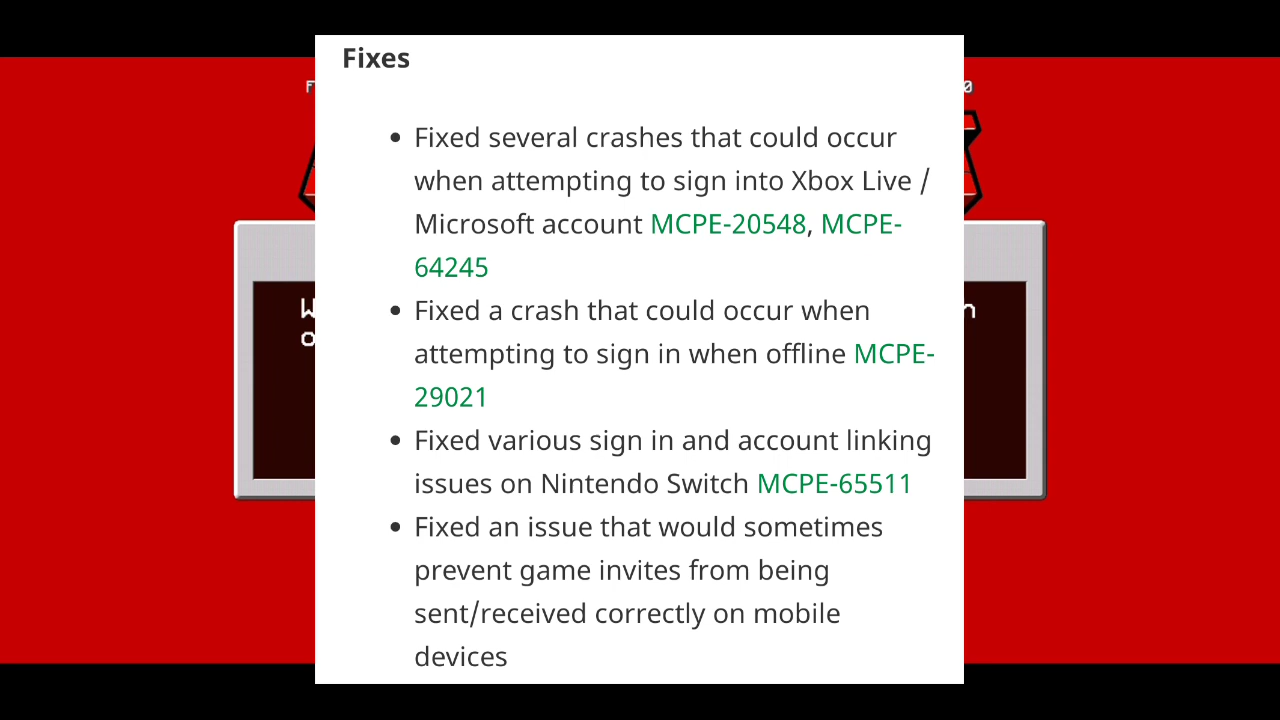 Fixes
Fixed several crashes that could occur
when attempting to sign into Xbox Live /
Microsoft account MCPE-20548, MCPE-
64245
Fixed a crash that could occur when
attempting to sign in when offline MCPE-
29021
Fixed various sign in and account linking
issues on Nintendo Switch MCPE-65511
Fixed an issue that would sometimes
prevent game invites from being
sent/received correctly on mobile
devices